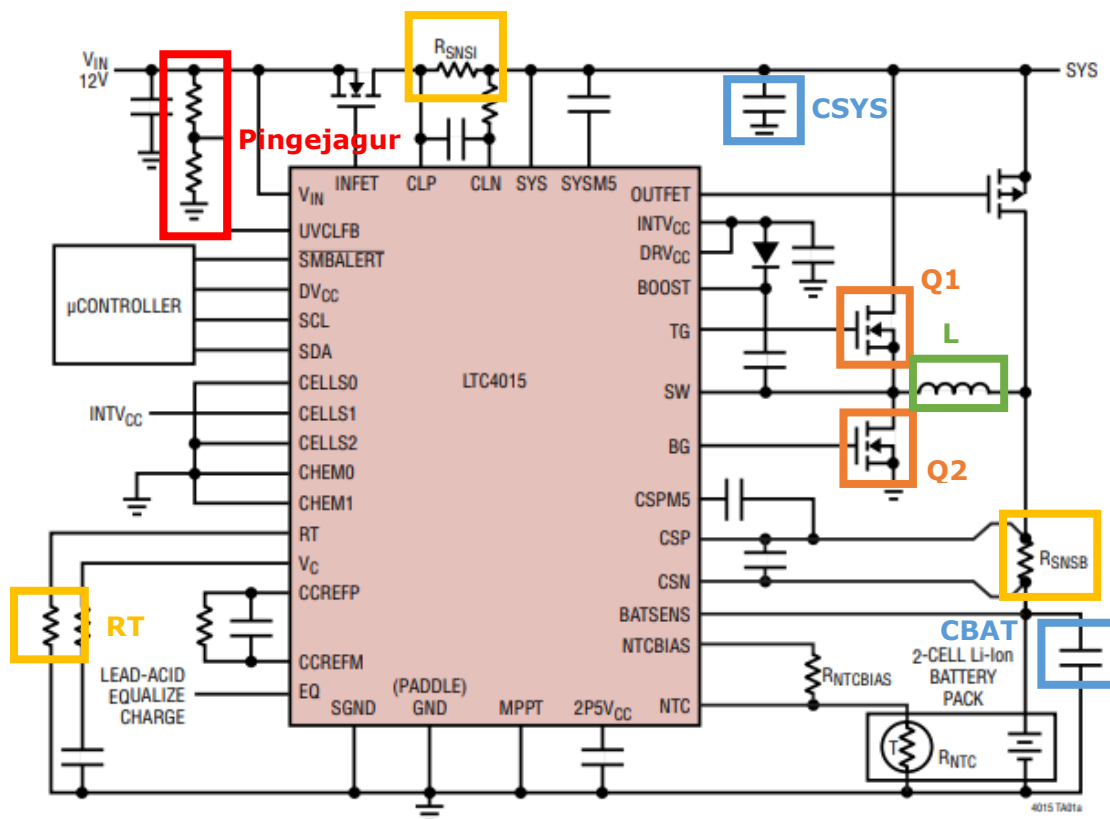 RSNSI
VIN
12V
SYS
CSYS
Pingejagur
INFET
CLP
CLN
SYS
SYSM5
VIN
UVCLFB
SMBALERT
DVCC
SCL
SDA
µCONTROLLER
CELLS0
CELLS1
INTVCC
CELLS2
CHEM0
CHEM1
RT
VC
CCREFP
CCREFM
EQ
LEAD-ACID
EQUALIZE
CHARGE
RT
LTC4015
OUTFET
INTVCC
DRVCC
BOOST
TG
SW
BG
CSPM5
CSP
CSN
BATSENS
NTCBIAS
NTC
SGND
(PADDLE)
GND
MPPT
2P5VCC
Q1
L
Q2
RSNSB
CBAT
2-CELL Li-Ion
BATTERY
PACK
RNTCBIAS
T
RNTC
4015 TA01a